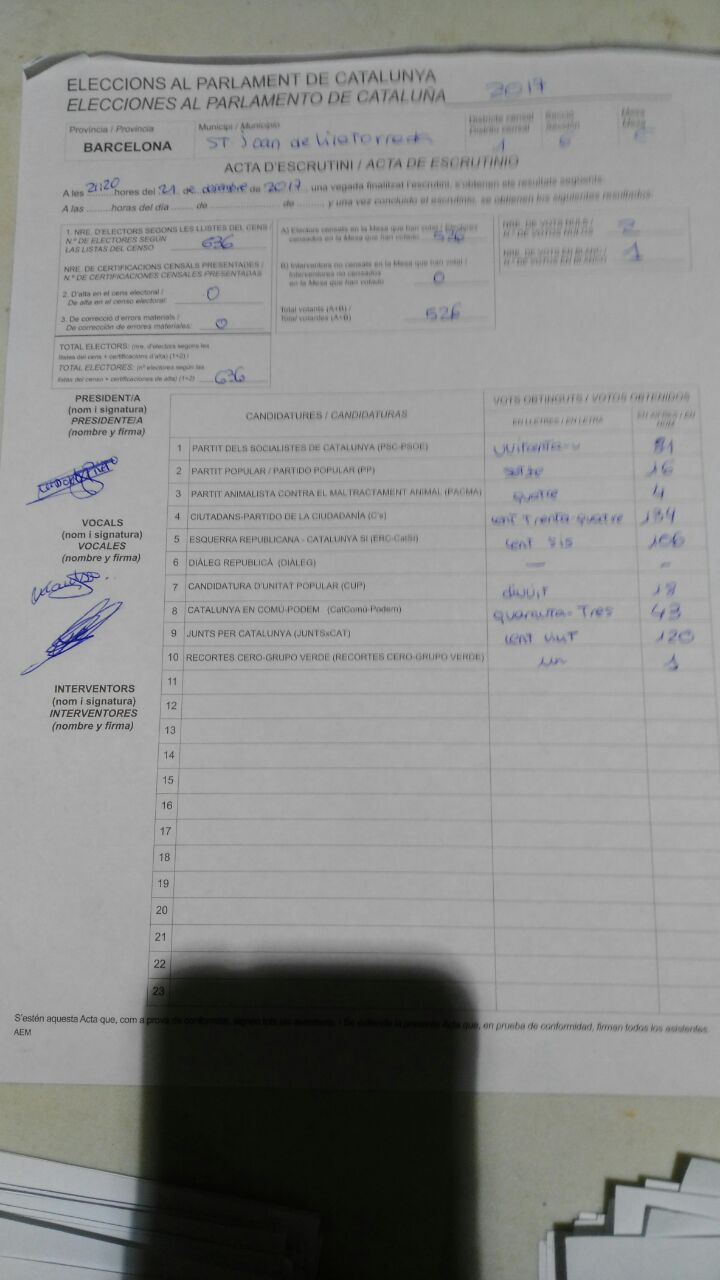 ELECCIONS AL PARLAMENT DE CATALUNYA
ELECCIONES AL PARLAMENTO DE CATALUÑA 2017
Província / Provincia
BARCELONA
Municipi / Municipio
ST Joan de Vilatorrada
Districte censal
Distrito censal
1
Secció
Sección
6
Mesa
Mesa
ACTA D'ESCRUTINI / ACTA DE ESCRUTINIO
A les 21:20 hores del 21 de desembre de 2017, una vegada finalitzat l'escrutini, s'obtenen els resultats següents.
A las ......... horas del día ....... de .................. de ........., y una vez concluido el escrutinio, se obtienen los siguientes resultados.
1. NRE. D'ELECTORS SEGONS LES LLISTES DEL CENS /
N.º DE ELECTORES SEGÚN
LAS LISTAS DEL CENSO 636
NRE. DE CERTIFICACIONS CENSALS PRESENTADES /
N.º DE CERTIFICACIONES CENSALES PRESENTADAS
2. D'alta en el cens electoral /
De alta en el censo electoral: 0
3. De correcció d'errors materials /
De corrección de errores materiales: 0
TOTAL ELECTORS: (nre. d'electors segons les
llistes del cens + certificacions d'alta) (1+2) /
TOTAL ELECTORES: (nº electores según las
listas del censo + certificaciones de alta) (1+2) 636
A) Electors censats en la Mesa que han votat / Electores
censados en la Mesa que han votado 526
B) Interventors no censats en la Mesa que han votat /
Interventores no censados
en la Mesa que han votado 0
Total votants (A+B) /
Total votantes (A+B) 526
NRE. DE VOTS NULS /
N.º DE VOTOS NULOS 2
NRE. DE VOTS EN BLANC /
N.º DE VOTOS EN BLANCO 1
PRESIDENT/A
(nom i signatura)
PRESIDENTE/A
(nombre y firma)
VOCALS
(nom i signatura)
VOCALES
(nombre y firma)
INTERVENTORS
(nom i signatura)
INTERVENTORES
(nombre y firma)
CANDIDATURES / CANDIDATURAS
VOTS OBTINGUTS / VOTOS OBTENIDOS
EN LLETRES / EN LETRA
EN XIFRES / EN
1 PARTIT DELS SOCIALISTES DE CATALUNYA (PSC-PSOE) vuitanta-u 81
2 PARTIT POPULAR / PARTIDO POPULAR (PP) setze 16
3 PARTIT ANIMALISTA CONTRA EL MALTRACTAMENT ANIMAL (PACMA) quatre 4
4 CIUTADANS-PARTIDO DE LA CIUDADANÍA (C's) cent Trenta-quatre 134
5 ESQUERRA REPUBLICANA - CATALUNYA SÍ (ERC-CatSí) cent sis 106
6 DIÀLEG REPUBLICÀ (DIÀLEG) — –
7 CANDIDATURA D'UNITAT POPULAR (CUP) divuit 18
8 CATALUNYA EN COMÚ-PODEM (CatComú-Podem) quaranta-Tres 43
9 JUNTS PER CATALUNYA (JUNTSxCAT) cent vint 120
10 RECORTES CERO-GRUPO VERDE (RECORTES CERO-GRUPO VERDE) un 1
11
12
13
14
15
16
17
18
19
20
21
22
23
S'estén aquesta Acta que, com a prova de conformitat, signen tots els assistents. / Se extiende la presente Acta que, en prueba de conformidad, firman todos los asistentes.
AEM